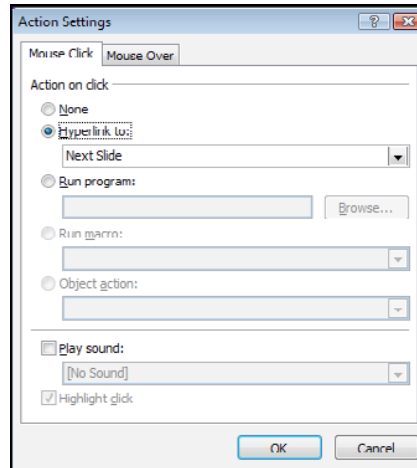 Action Settings
Mouse Click Mouse Over
Action on click
None
Hyperlink to:
Next Slide
Run program:
Browse...
Run macro:
Object action:
Play sound:
[No Sound]
Highlight click
OK Cancel